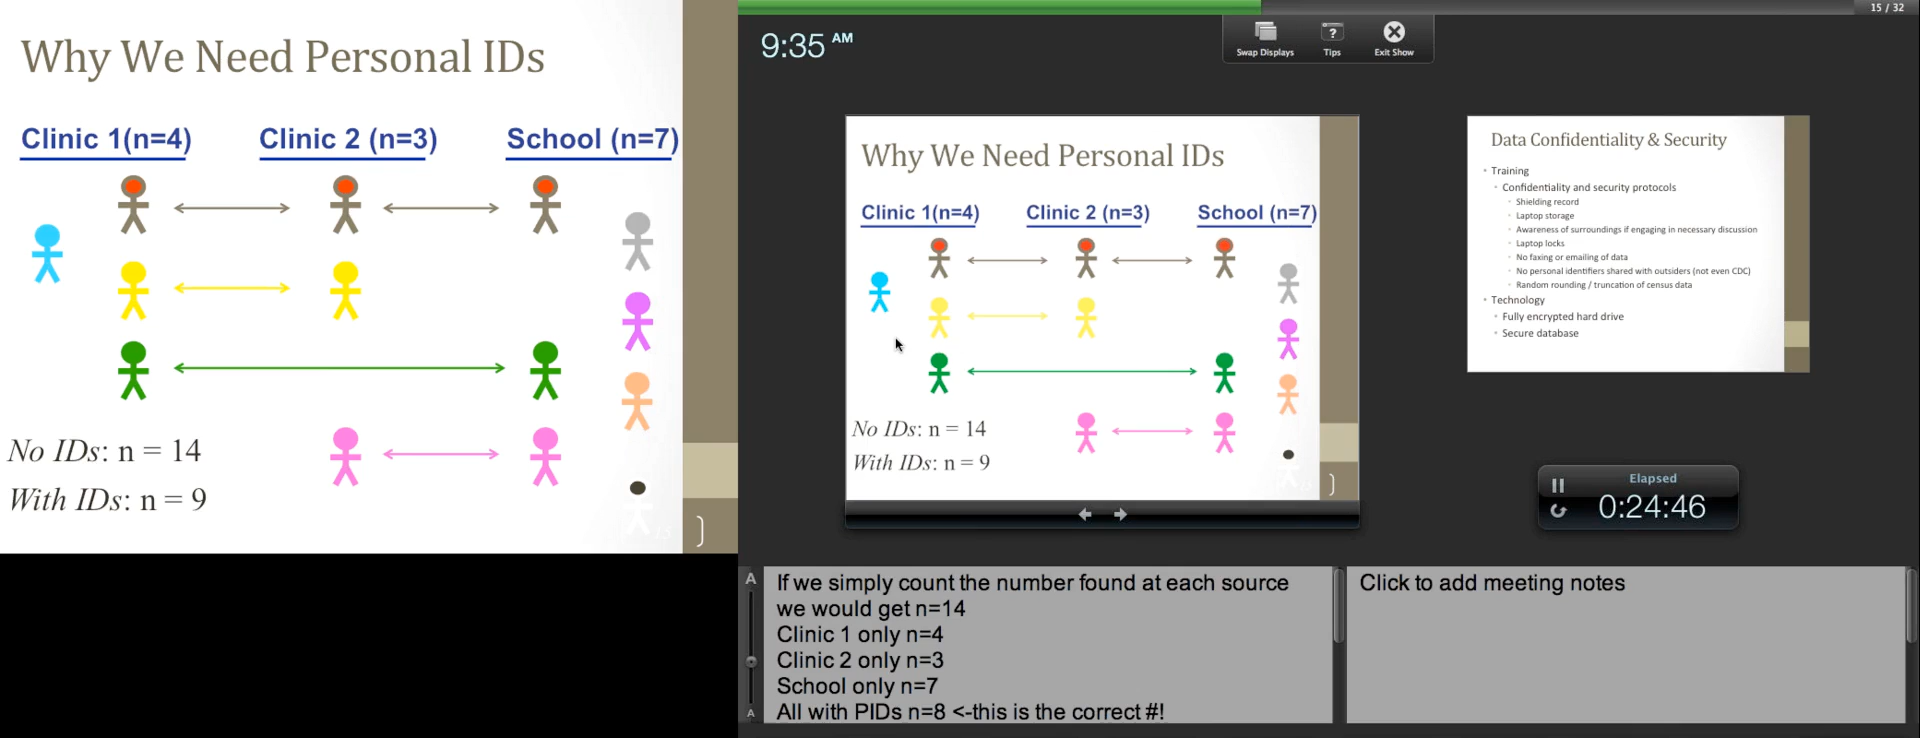 Why We Need Personal IDs
Clinic 1(n=4)
Clinic 2 (n=3)
School (n=7)
No IDs: n = 14
With IDs: n = 9
15
15 / 32
9:35 AM
Swap Displays
Tips
Exit Show
Why We Need Personal IDs
Clinic 1(n=4)
Clinic 2 (n=3)
School (n=7)
No IDs: n = 14
With IDs: n = 9
Data Confidentiality & Security
• Training
• Confidentiality and security protocols
• Shielding record
• Laptop storage
• Awareness of surroundings if engaging in necessary discussion
• Laptop locks
• No faxing or emailing of data
• No personal identifiers shared with outsiders (not even CDC)
• Random rounding / truncation of census data
• Technology
• Fully encrypted hard drive
• Secure database
Elapsed
0:24:46
A
A
If we simply count the number found at each source
we would get n=14
Clinic 1 only n=4
Clinic 2 only n=3
School only n=7
All with PIDs n=8 <-this is the correct #!
Click to add meeting notes